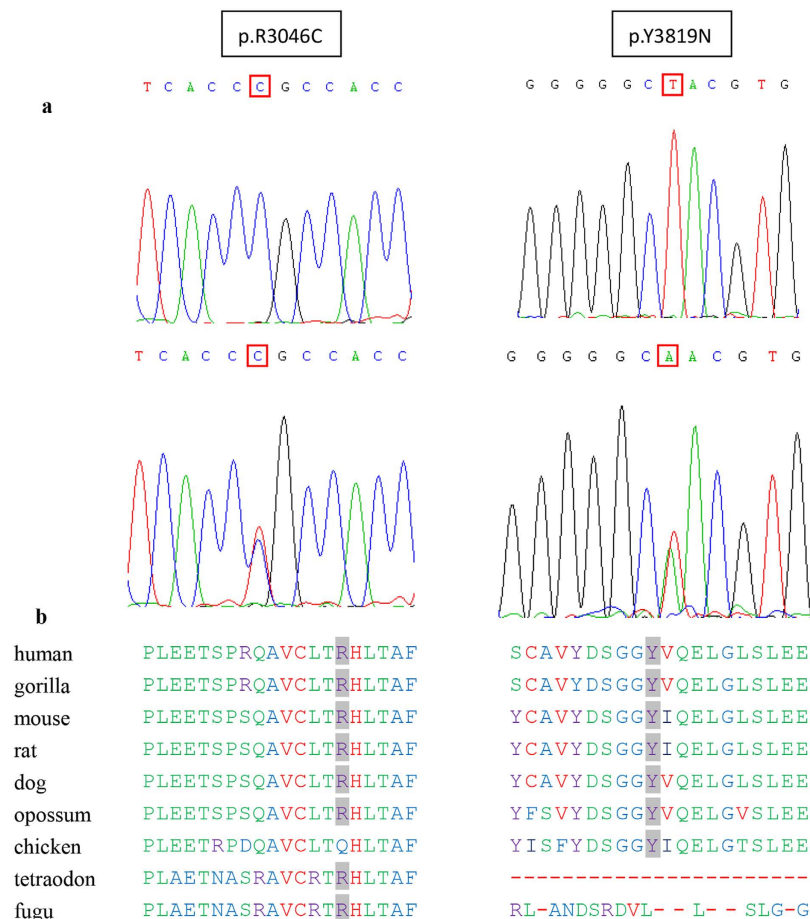 p.R3046C p.Y3819N
a
T C A C C C G C C A C C G G G G G C T A C G T G
T C A C C C G C C A C C G G G G G C A A C G T G
b
human PLEETSPRQAVCLTRHLTAF SCAVYDSGGYVQELGLSLEE
gorilla PLEETSPRQAVCLTRHLTAF SCAVYDSGGYVQELGLSLEE
mouse PLEETSPSQAVCLTRHLTAF YCAVYDSGGYIQELGLSLEE
rat PLEETSPSQAVCLTRHLTAF YCAVYDSGGYIQELGLSLEE
dog PLEETSPSQAVCLTRHLTAF YCAVYDSGGYVQELGLSLEE
opossum PLEETSPSQAVCLTRHLTAF YFSVYDSGGYVQELGVSLEE
chicken PLEETRPDQAVCLTQHLTAF YISFYDSGGYIQELGTSLEE
tetraodon PLAETNASRAVCRTRHLTAF --------------------
fugu PLAETNASRAVCRTRHLTAF RL-ANDSRDVL--L--SLG-G